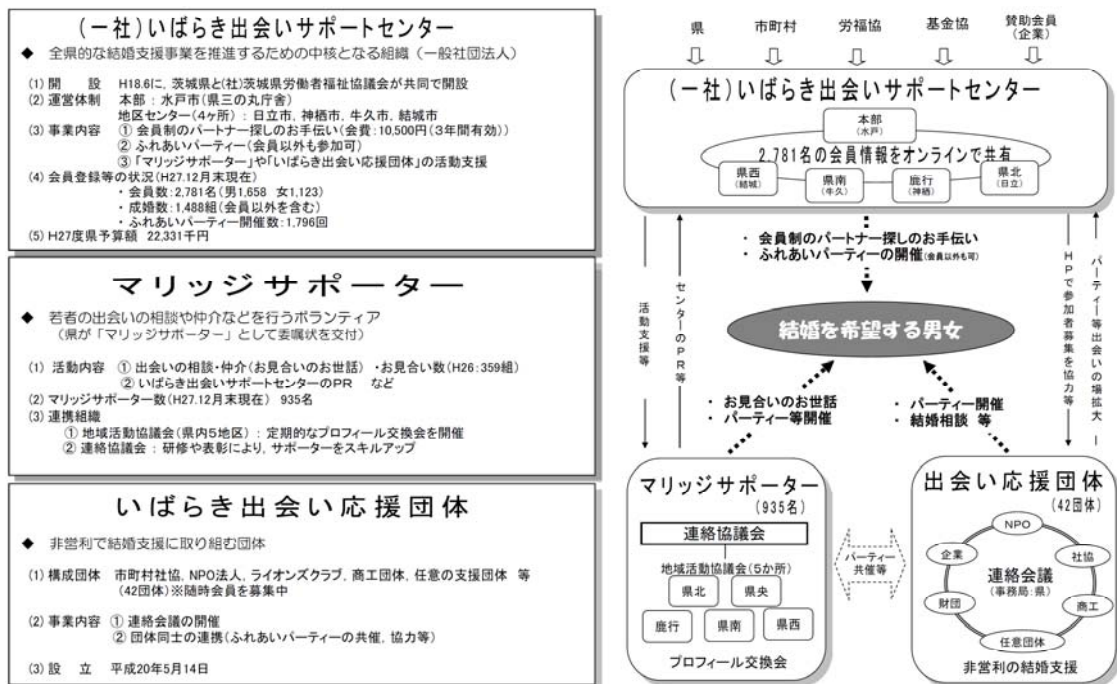 (一社)いばらき出会いサポートセンター
◆ 全県的な結婚支援事業を推進するための中核となる組織（一般社団法人）
(1) 開　　設　H18.6に，茨城県と(社)茨城県労働者福祉協議会が共同で開設
(2) 運営体制　本部：水戸市(県三の丸庁舎)
地区センター(4ヶ所)：日立市，神栖市，牛久市，結城市
(3) 事業内容　① 会員制のパートナー探しのお手伝い(会費：10,500円(３年間有効))
② ふれあいパーティー(会員以外も参加可)
③ 「マリッジサポーター」や「いばらき出会い応援団体」の活動支援
(4) 会員登録等の状況(H27.12月末現在)
・ 会員数：2,781名(男1,658　女1,123)
・ 成婚数：1,488組(会員以外を含む)
・ ふれあいパーティー開催数：1,796回
(5) H27度県予算額　22,331千円
マリッジサポーター
◆ 若者の出会いの相談や仲介などを行うボランティア
（県が「マリッジサポーター」として委嘱状を交付）
(1) 活動内容　① 出会いの相談・仲介(お見合いのお世話)　・お見合い数(H26：359組)
② いばらき出会いサポートセンターのＰＲ　など
(2) マリッジサポーター数(H27.12月末現在)　935名
(3) 連携組織
① 地域活動協議会(県内５地区)：定期的なプロフィール交換会を開催
② 連絡協議会：研修や表彰により，サポーターをスキルアップ
いばらき出会い応援団体
◆ 非営利で結婚支援に取り組む団体
(1) 構成団体　市町村社協，NPO法人，ライオンズクラブ，商工団体，任意の支援団体　等
(42団体)※随時会員を募集中
(2) 事業内容　① 連絡会議の開催
② 団体同士の連携(ふれあいパーティーの共催，協力等)
(3) 設　立　平成20年5月14日
県
市町村
労福協
基金協
賛助会員
(企業)
(一社)いばらき出会いサポートセンター
本部
(水戸)
2,781名の会員情報をオンラインで共有
県西
(結城)
県南
(牛久)
鹿行
(神栖)
県北
(日立)
・ 会員制のパートナー探しのお手伝い
・ ふれあいパーティーの開催(会員以外も可)
活動支援等
センターのPR等
結婚を希望する男女
HPで参加者募集を協力等
パーティー等出会いの場拡大
・ お見合いのお世話
・ パーティー等開催
・ パーティー開催
・ 結婚相談 等
マリッジサポーター
(935名)
連絡協議会
地域活動協議会(５か所)
県北
県央
鹿行
県南
県西
プロフィール交換会
パーティー
共催等
出会い応援団体
(42団体)
NPO
企業
社協
連絡会議
(事務局：県)
財団
商工
任意団体
非営利の結婚支援